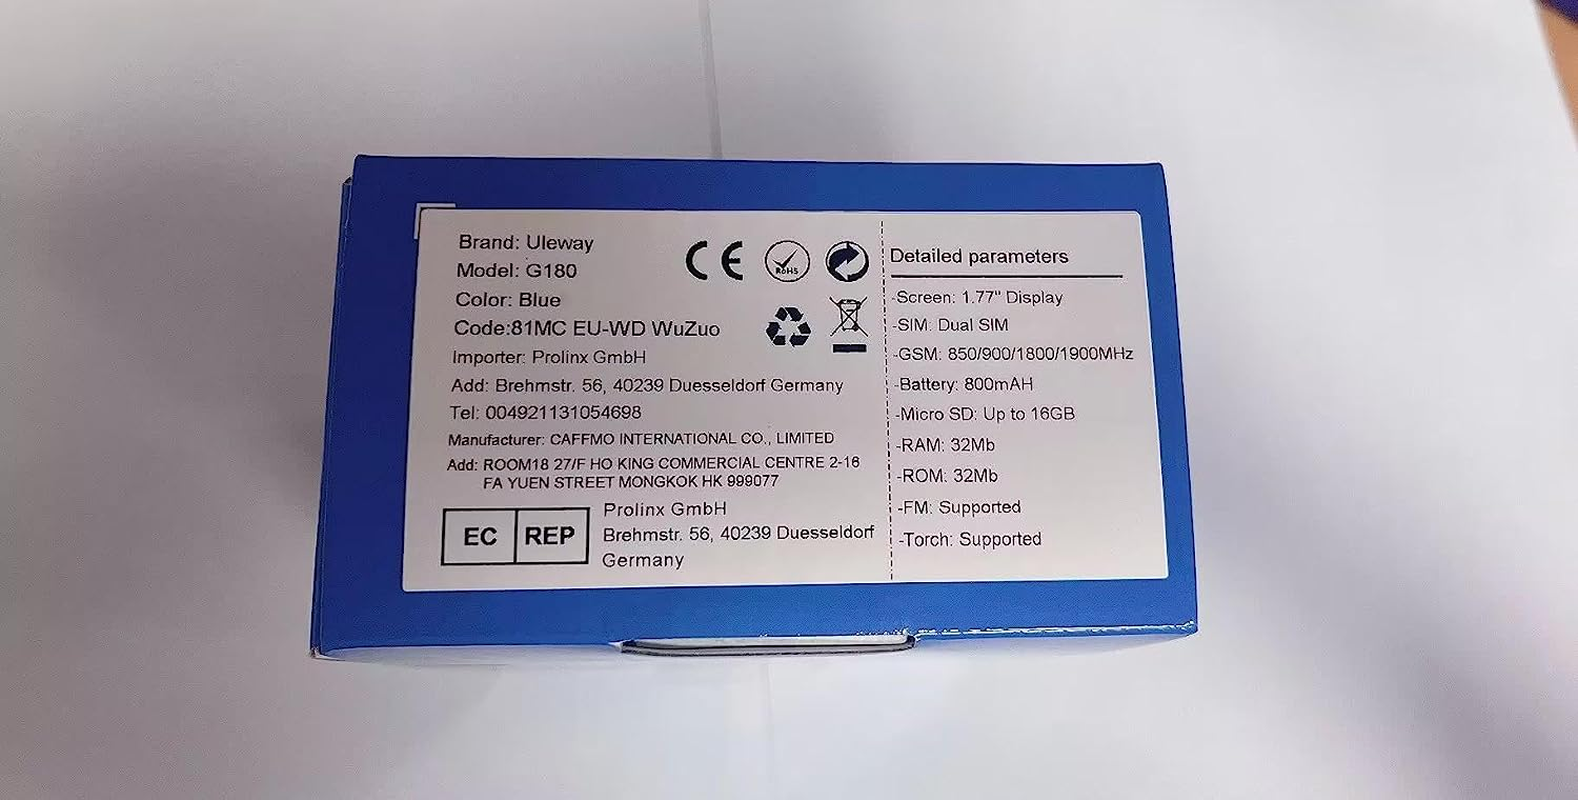 Brand: Uleway
Model: G180
Color: Blue
Code:81MC EU-WD WuZuo
Importer: Prolinx GmbH
Add: Brehmstr. 56, 40239 Duesseldorf Germany
Tel: 004921131054698
Manufacturer: CAFFMO INTERNATIONAL CO., LIMITED
Add: ROOM18 27/F HO KING COMMERCIAL CENTRE 2-16
FA YUEN STREET MONGKOK HK 999077
EC REP
Prolinx GmbH
Brehmstr. 56, 40239 Duesseldorf
Germany
CE
RoHS
Detailed parameters
-Screen: 1.77" Display
-SIM: Dual SIM
-GSM: 850/900/1800/1900MHz
-Battery: 800mAH
-Micro SD: Up to 16GB
-RAM: 32Mb
-ROM: 32Mb
-FM: Supported
-Torch: Supported